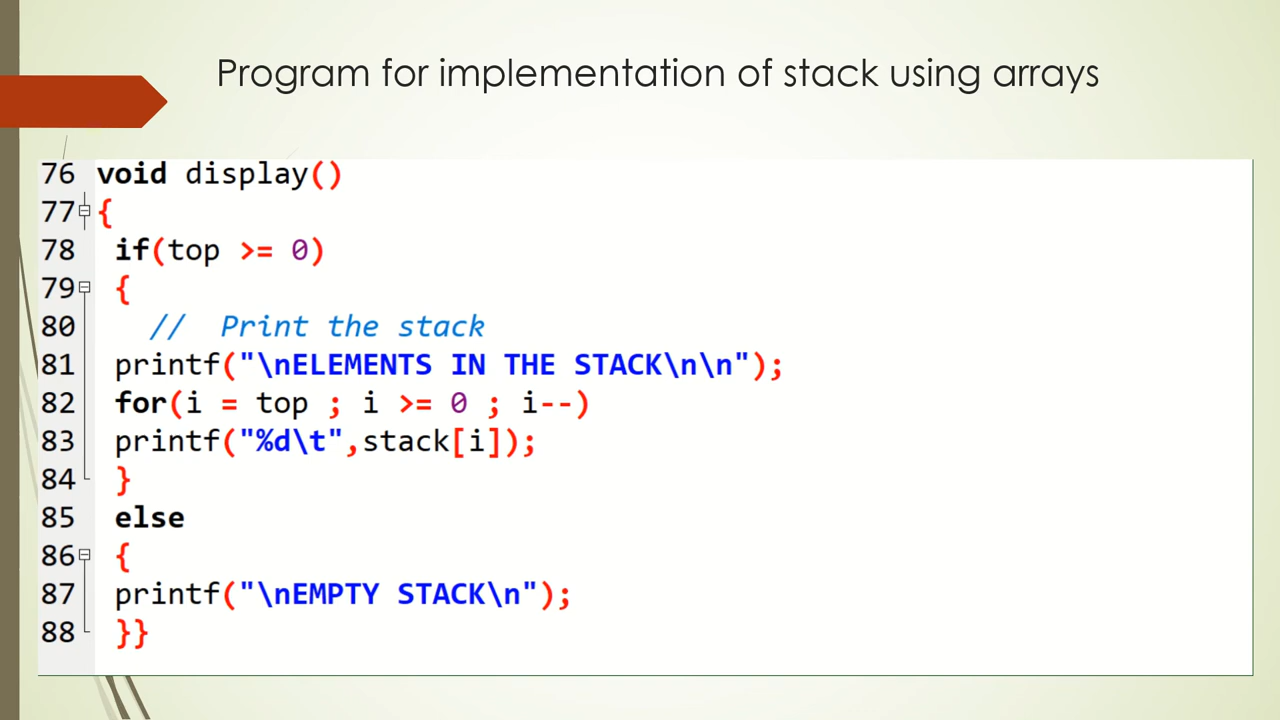 Program for implementation of stack using arrays
76 void display()
77 {
78 if(top >= 0)
79 {
80 // Print the stack
81 printf("\nELEMENTS IN THE STACK\n\n");
82 for(i = top ; i >= 0 ; i--)
83 printf("%d\t",stack[i]);
84 }
85 else
86 {
87 printf("\nEMPTY STACK\n");
88 }}